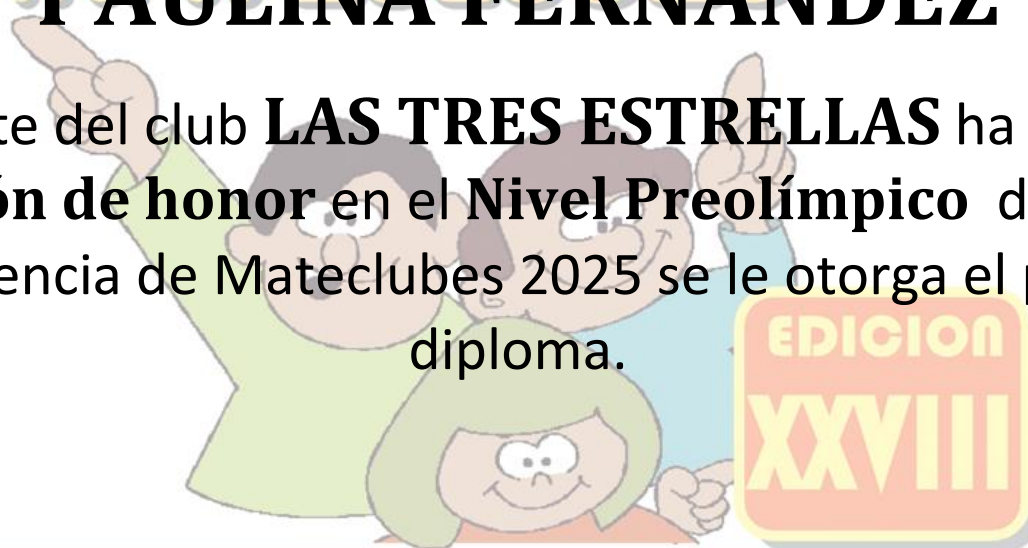 PAULINA FERNANDEZ
te del club LAS TRES ESTRELLAS ha
ón de honor en el Nivel Preolímpico d
encia de Mateclubes 2025 se le otorga el p
diploma.
EDICION
XXVIII